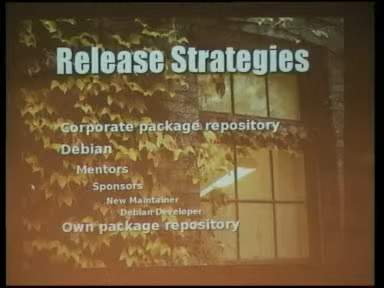 Release Strategies
Corporate package repository
Debian
Mentors
Sponsors
New Maintainer
Debian Developer
Own package repository